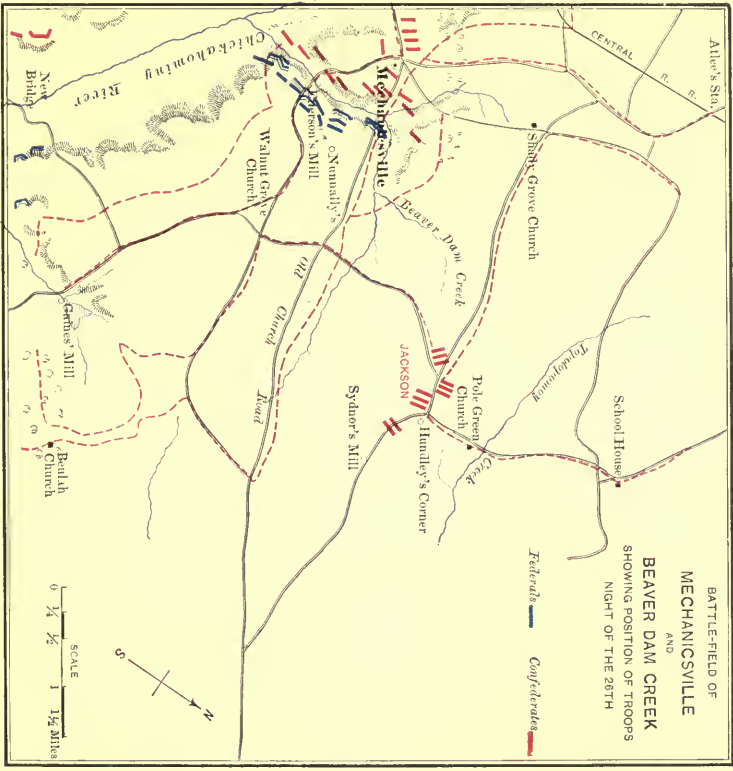 BATTLE-FIELD OF
MECHANICSVILLE
AND
BEAVER DAM CREEK
SHOWING POSITION OF TROOPS
NIGHT OF THE 26TH
Federals
Confederates
Atlee's Sta.
CENTRAL R. R.
Shady Grove Church
Mechanicsville
Beaver Dam Creek
Chickahominy River
New Bridge
Nunnally's
Walnut Grove
Church
Old Church Road
Gaines' Mill
Beulah
Church
JACKSON
Sydnor's Mill
Hundley's Corner
Pole Green
Church
Totopotomoy Creek
School House
S
N
SCALE
0 ¼ ½ 1 1½ Miles